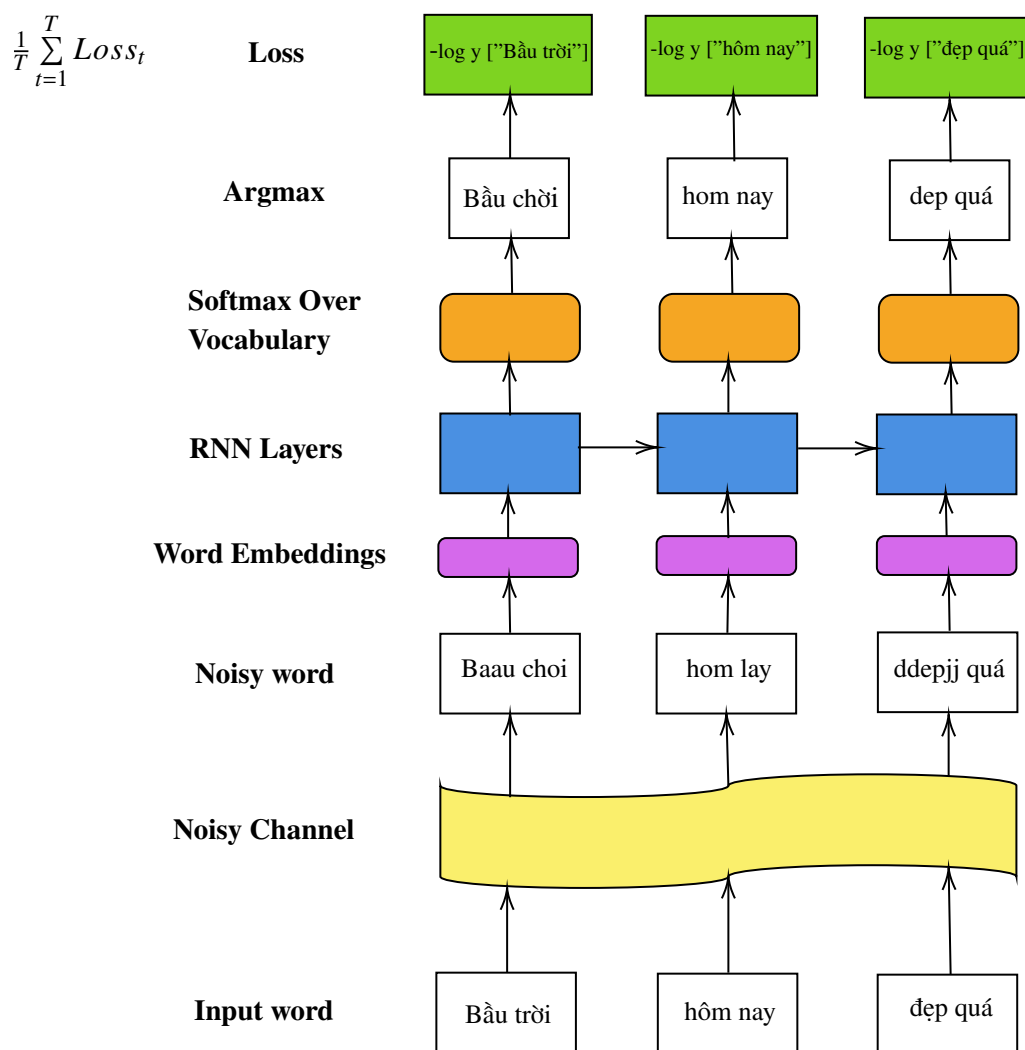 1/T T∑t=1 Loss_t
Loss
-log y [”Bầu trời”]
-log y [”hôm nay”]
-log y [”đẹp quá”]
Argmax
Bầu chời
hom nay
dep quá
Softmax Over
Vocabulary
RNN Layers
Word Embeddings
Noisy word
Baau choi
hom lay
ddepjj quá
Noisy Channel
Input word
Bầu trời
hôm nay
đẹp quá